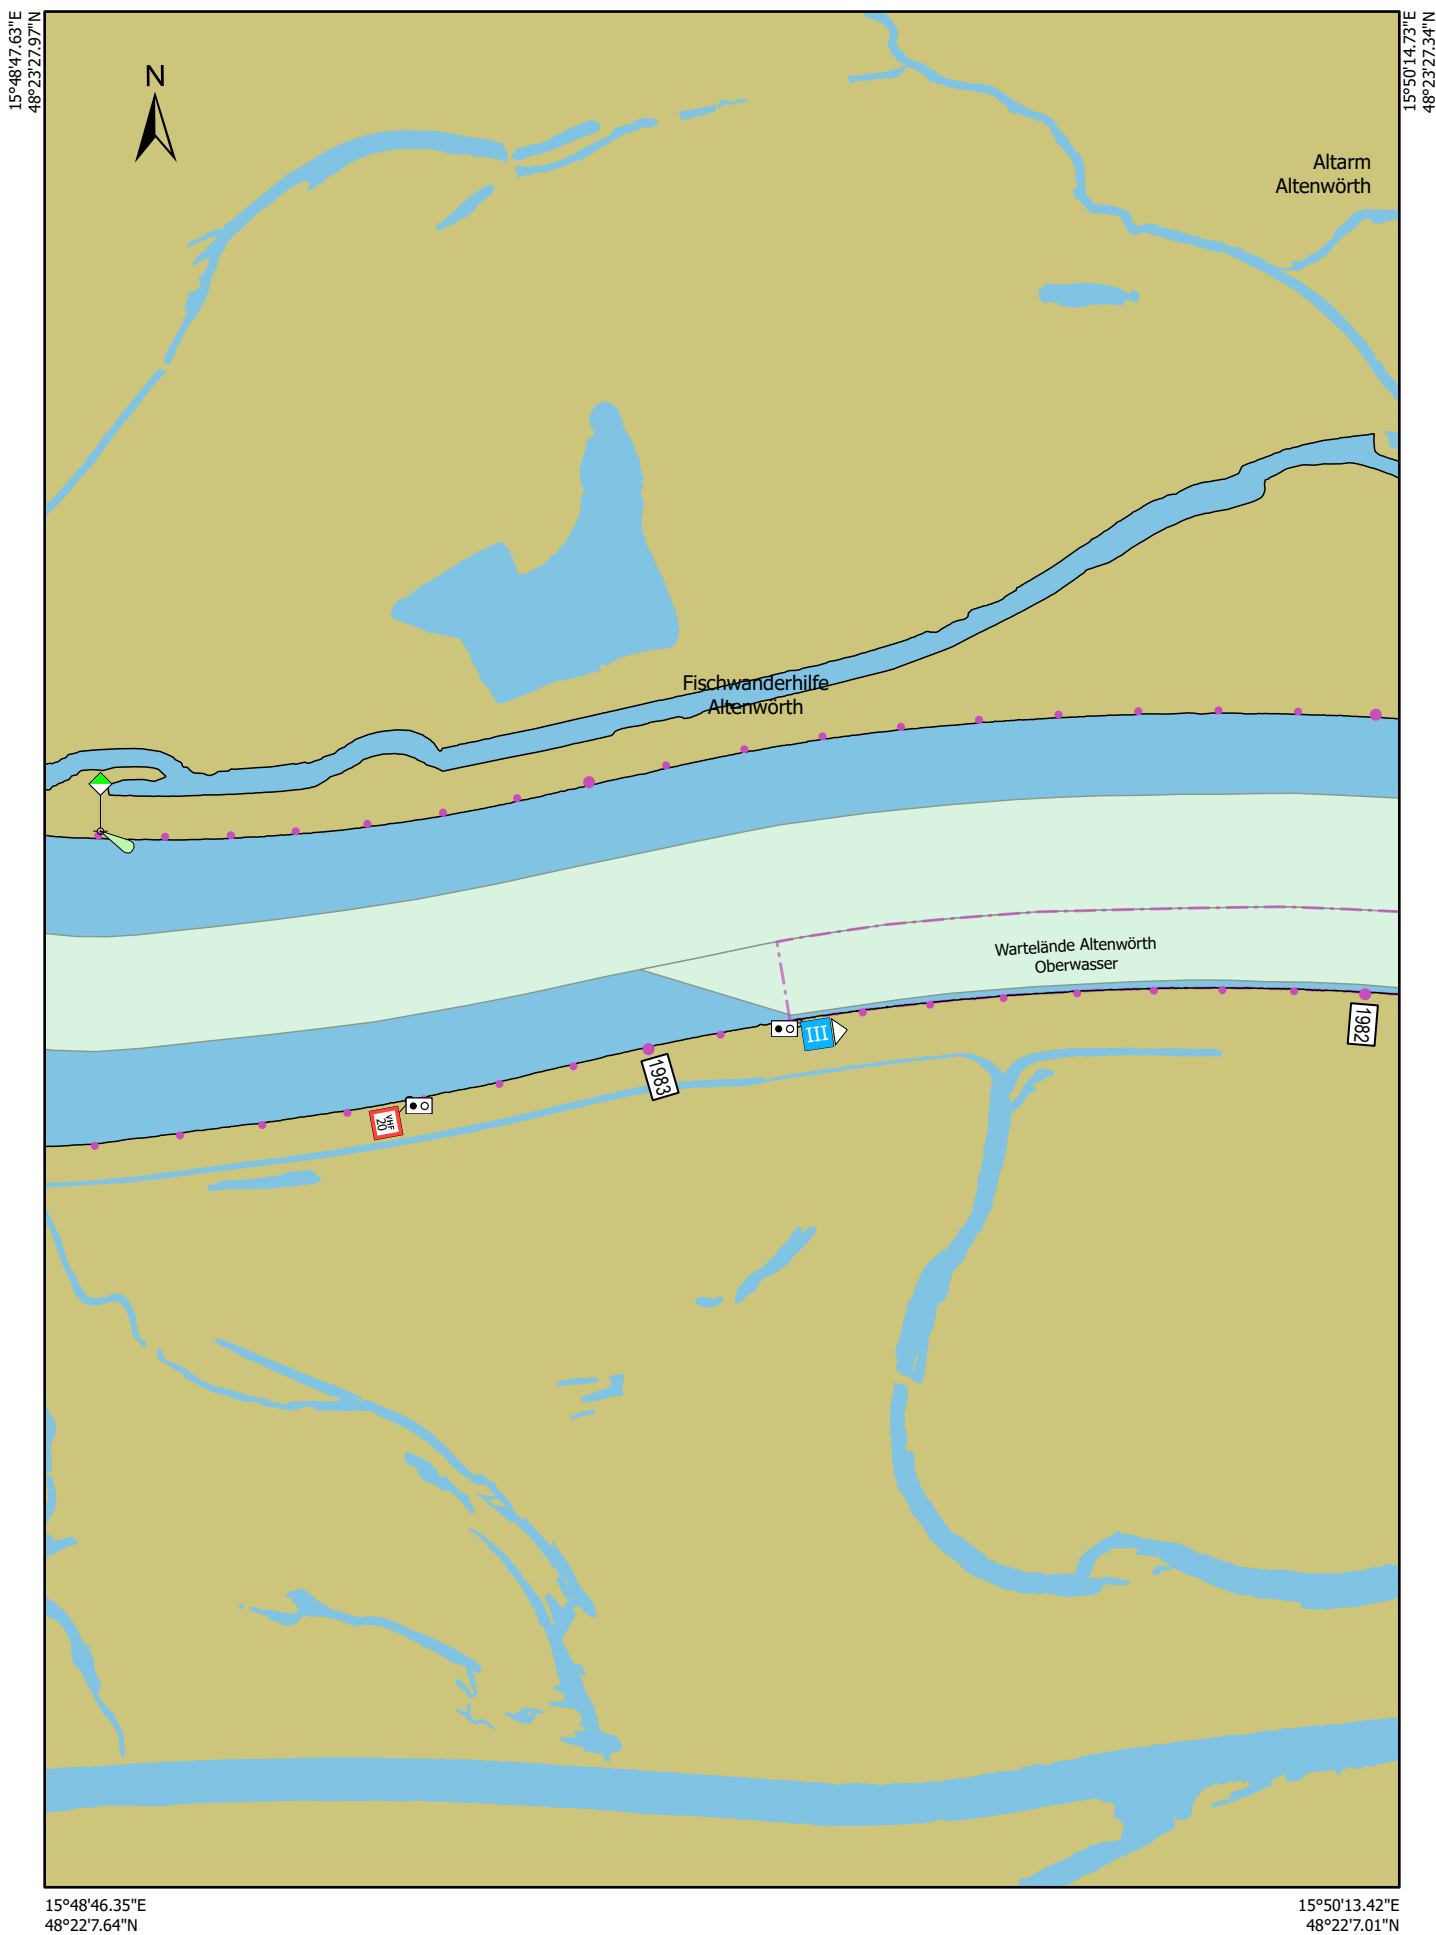 15°48'47.63"E
48°23'27.97"N
15°50'14.73"E
48°23'27.34"N
N
Altarm
Altenwörth
Fischwanderhilfe
Altenwörth
Wartelände Altenwörth
Oberwasser
III
1982
1983
VHF
20
15°48'46.35"E
48°22'7.64"N
15°50'13.42"E
48°22'7.01"N